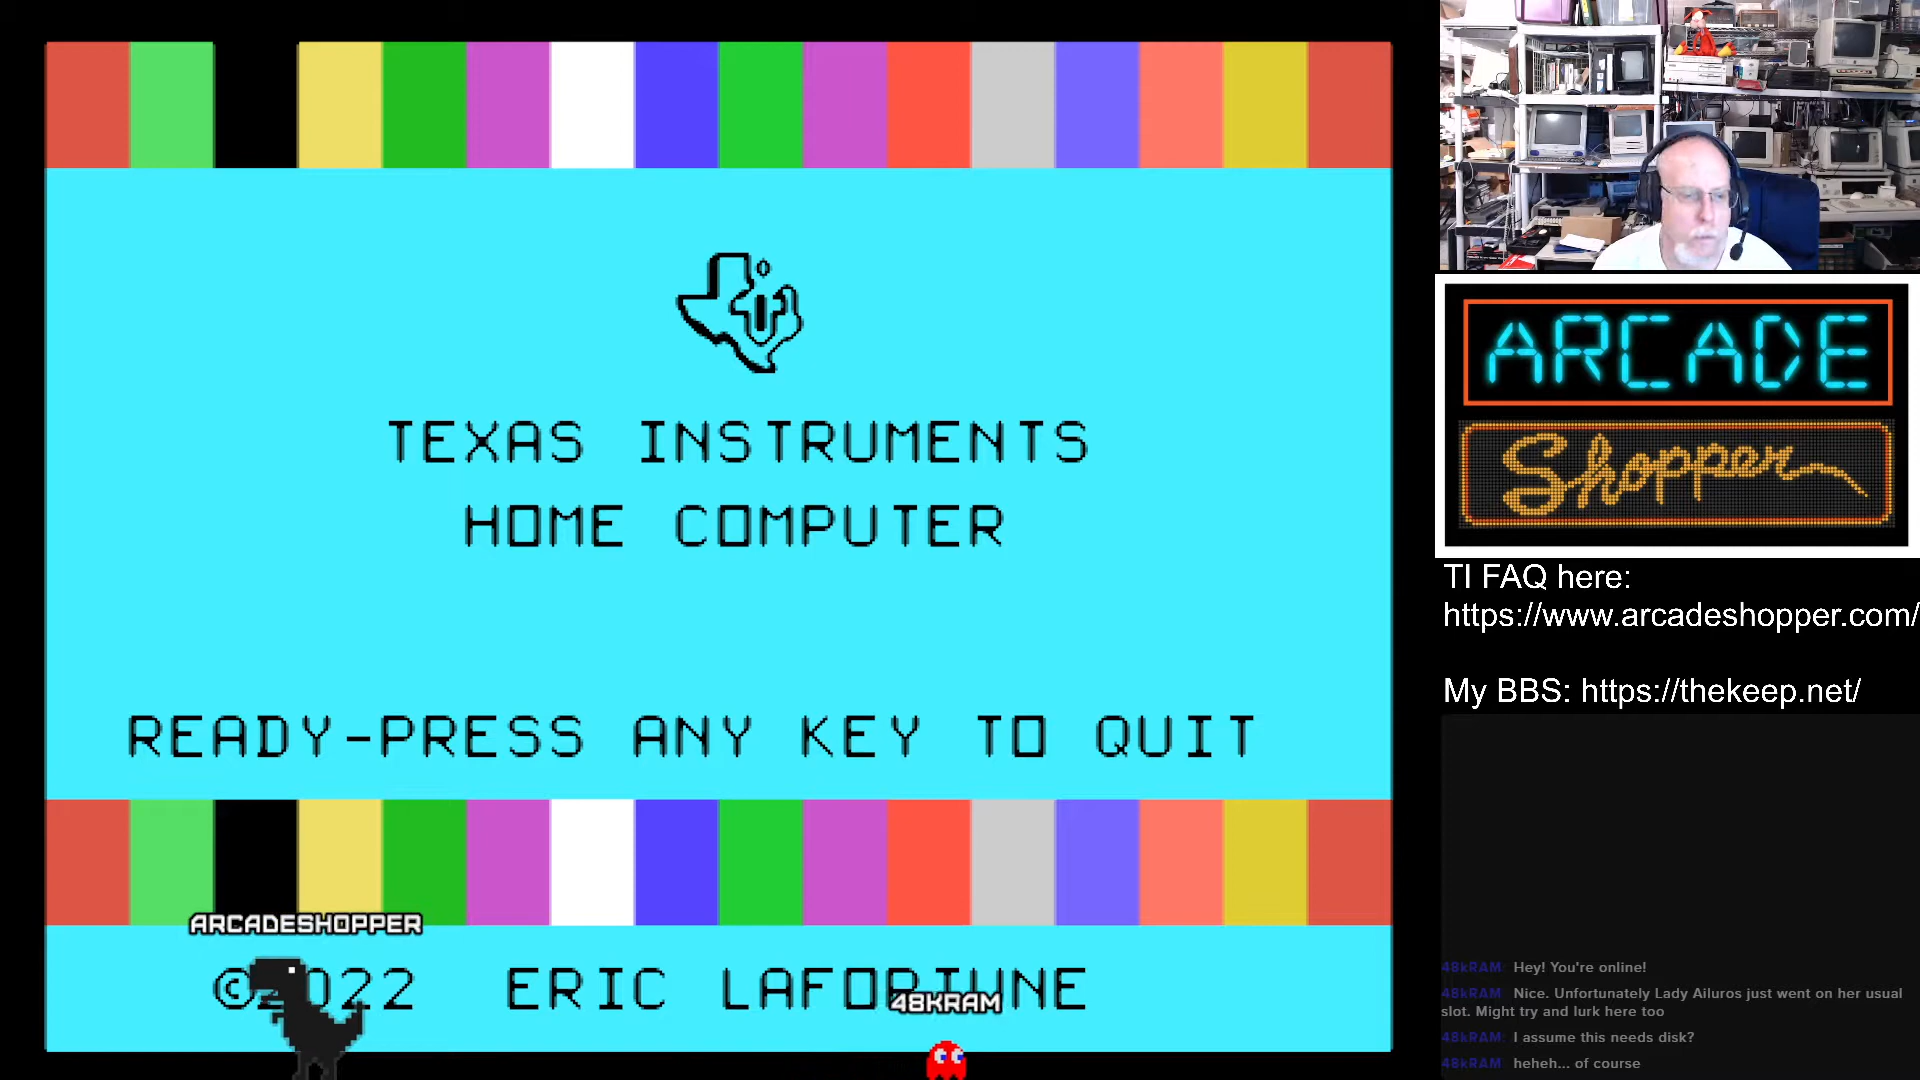 TEXAS INSTRUMENTS
HOME COMPUTER
READY-PRESS ANY KEY TO QUIT
ARCADESHOPPER
©2022 ERIC LAFORTUNE
48KRAM
ARCADE
Shopper
TI FAQ here:
https://www.arcadeshopper.com/
My BBS: https://thekeep.net/
48kRAM: Hey! You're online!
48kRAM: Nice. Unfortunately Lady Ailuros just went on her usual
slot. Might try and lurk here too
48kRAM: I assume this needs disk?
48kRAM: heheh... of course